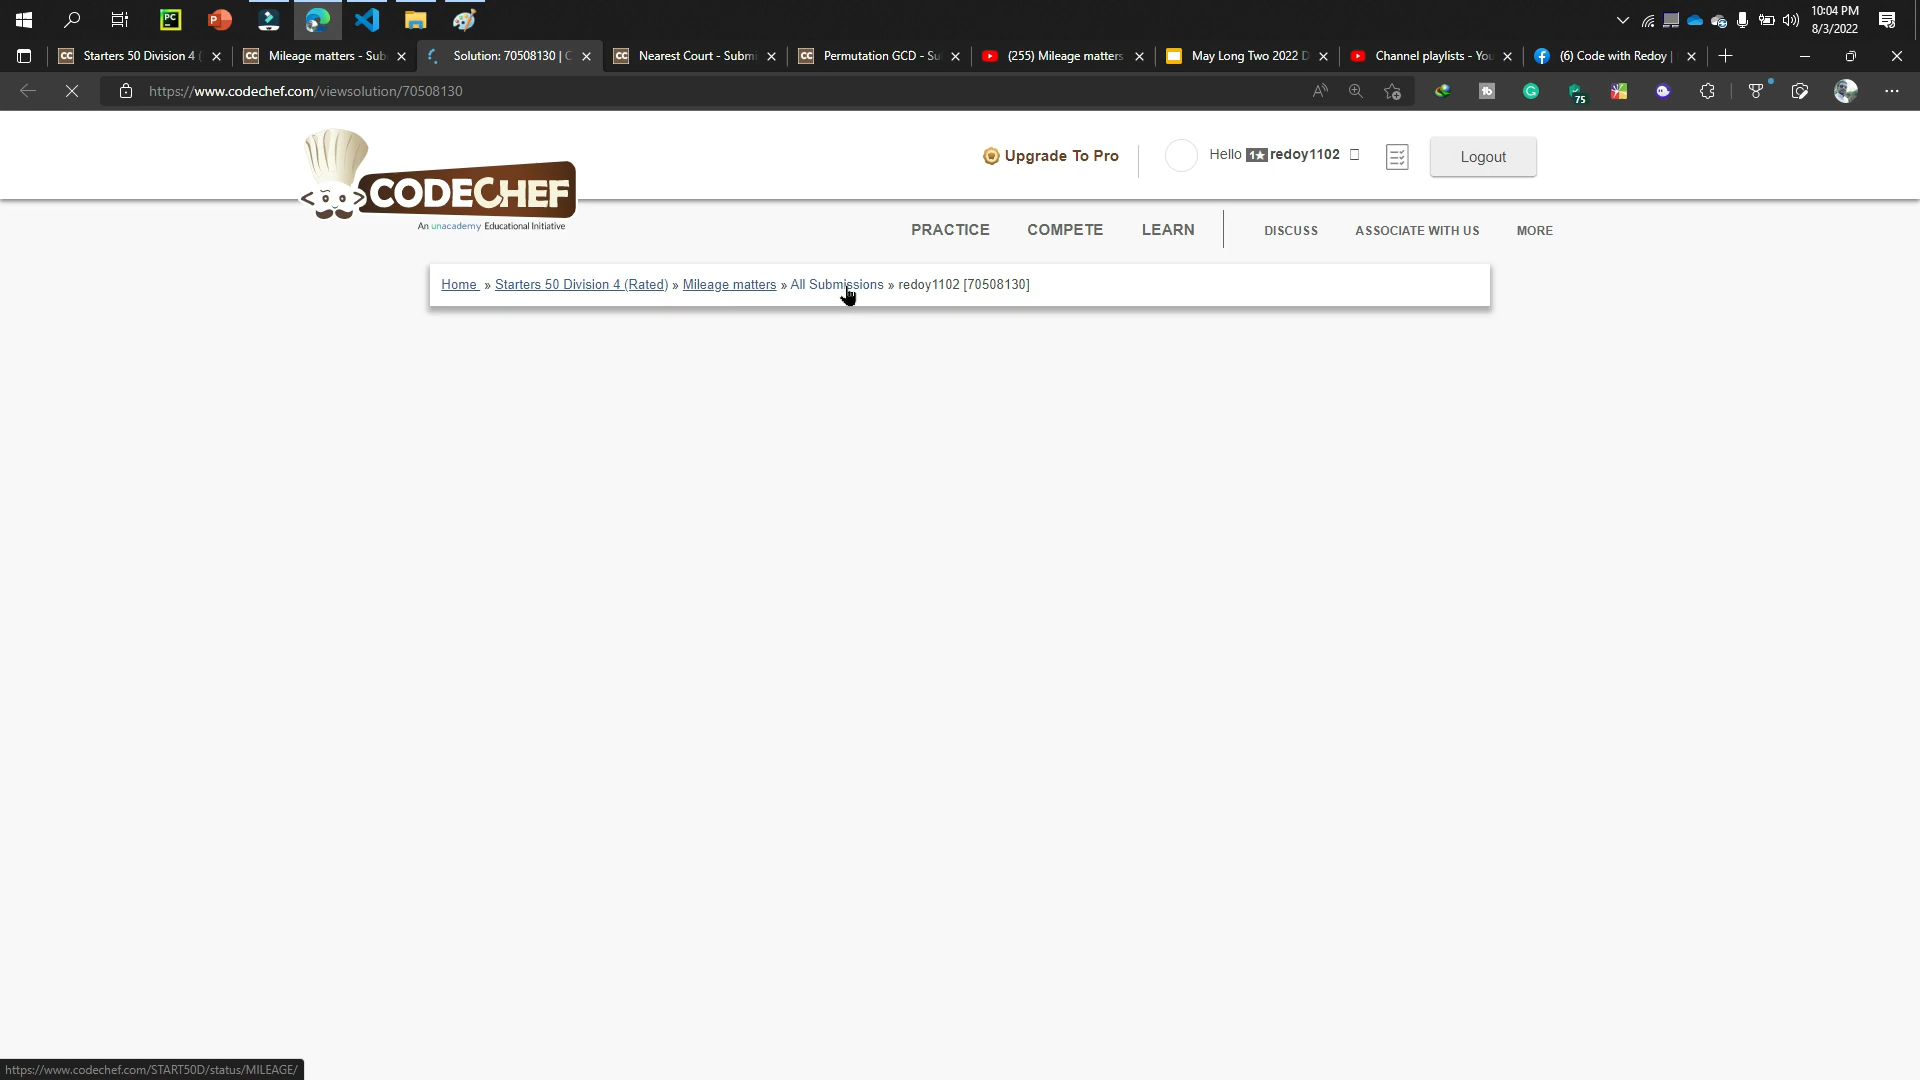 10:04 PM
8/3/2022
Starters 50 Division 4 (
Mileage matters - Sub
Solution: 70508130 | C
Nearest Court - Submi
Permutation GCD - Su
(255) Mileage matters
May Long Two 2022 D
Channel playlists - You
(6) Code with Redoy |
https://www.codechef.com/viewsolution/70508130
75
Upgrade To Pro
Hello 1★ redoy1102
Logout
CODECHEF
An unacademy Educational Initiative
PRACTICE COMPETE LEARN DISCUSS ASSOCIATE WITH US MORE
Home » Starters 50 Division 4 (Rated) » Mileage matters » All Submissions » redoy1102 [70508130]
https://www.codechef.com/START50D/status/MILEAGE/